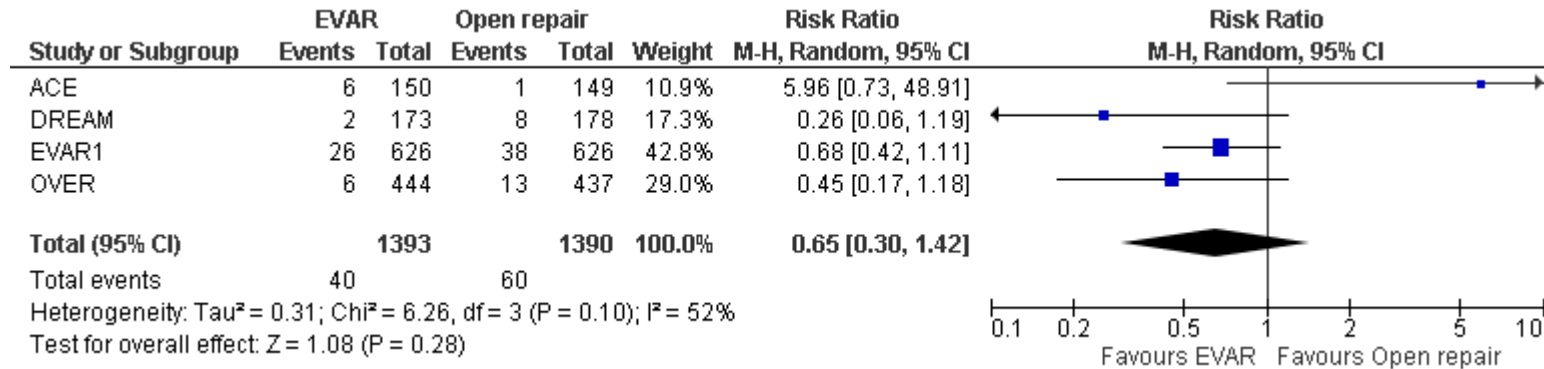 EVAR Open repair Risk Ratio Risk Ratio
Study or Subgroup Events Total Events Total Weight M-H, Random, 95% CI M-H, Random, 95% CI
ACE 6 150 1 149 10.9% 5.96 [0.73, 48.91]
DREAM 2 173 8 178 17.3% 0.26 [0.06, 1.19]
EVAR1 26 626 38 626 42.8% 0.68 [0.42, 1.11]
OVER 6 444 13 437 29.0% 0.45 [0.17, 1.18]
Total (95% CI) 1393 1390 100.0% 0.65 [0.30, 1.42]
Total events 40 60
Heterogeneity: Tau² = 0.31; Chi² = 6.26, df = 3 (P = 0.10); I² = 52%
Test for overall effect: Z = 1.08 (P = 0.28)
0.1 0.2 0.5 1 2 5 10
Favours EVAR Favours Open repair